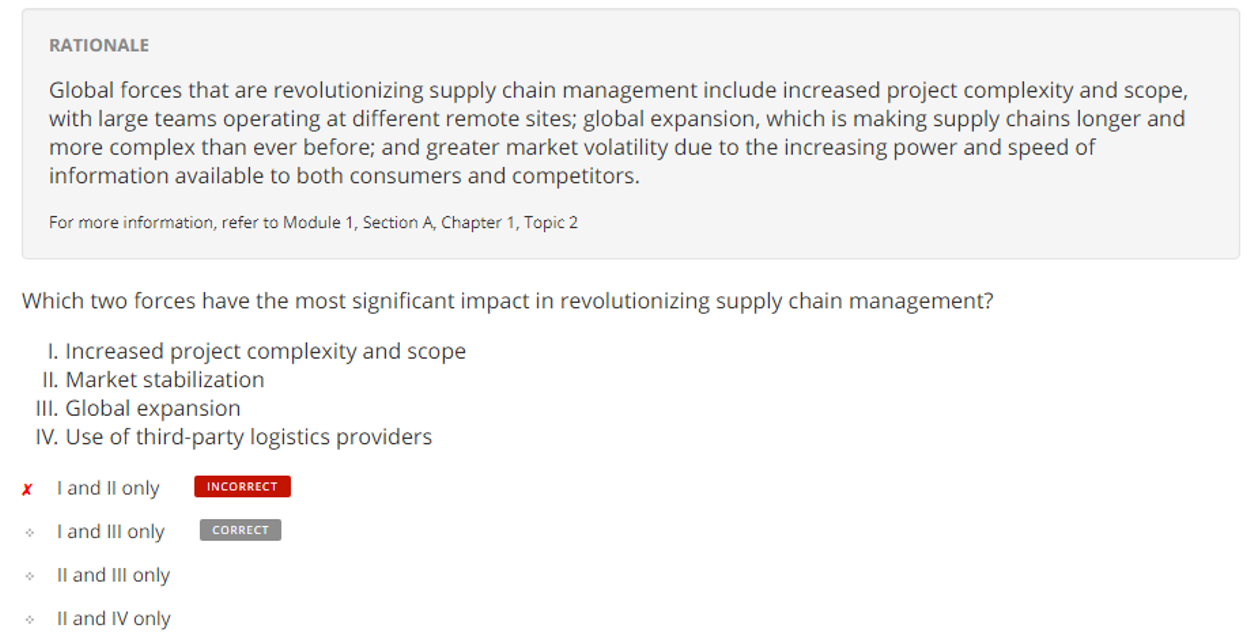 RATIONALE
Global forces that are revolutionizing supply chain management include increased project complexity and scope,
with large teams operating at different remote sites; global expansion, which is making supply chains longer and
more complex than ever before; and greater market volatility due to the increasing power and speed of
information available to both consumers and competitors.
For more information, refer to Module 1, Section A, Chapter 1, Topic 2
Which two forces have the most significant impact in revolutionizing supply chain management?
I. Increased project complexity and scope
II. Market stabilization
III. Global expansion
IV. Use of third-party logistics providers
✗ I and II only INCORRECT
I and III only CORRECT
II and III only
II and IV only